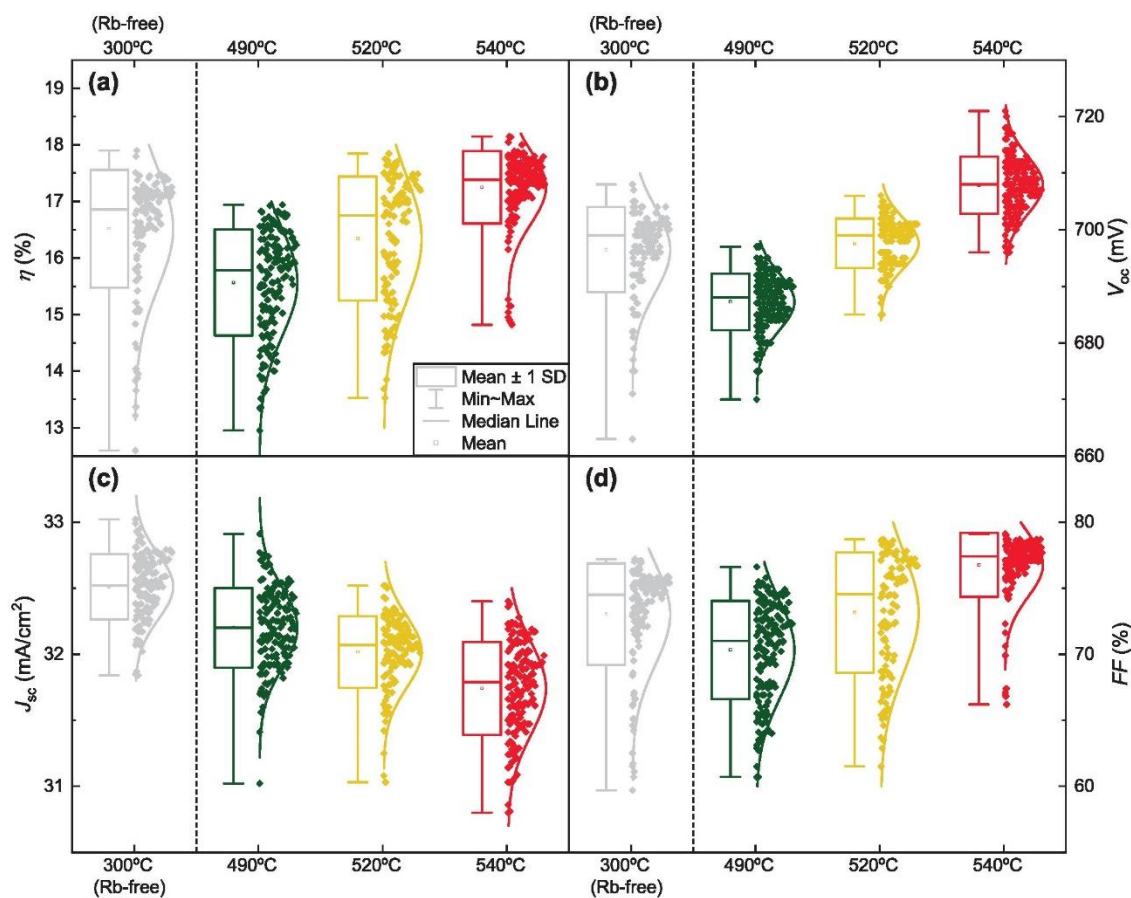 (Rb-free) (Rb-free)
300ºC 490ºC 520ºC 540ºC 300ºC 490ºC 520ºC 540ºC
(a) (b)
19
18
17
16
15
14
13
η (%)
720
700
680
660
Voc (mV)
Mean ± 1 SD
Min~Max
Median Line
Mean
(c) (d)
33
32
31
Jsc (mA/cm²)
80
70
60
FF (%)
300ºC 490ºC 520ºC 540ºC 300ºC 490ºC 520ºC 540ºC
(Rb-free) (Rb-free)